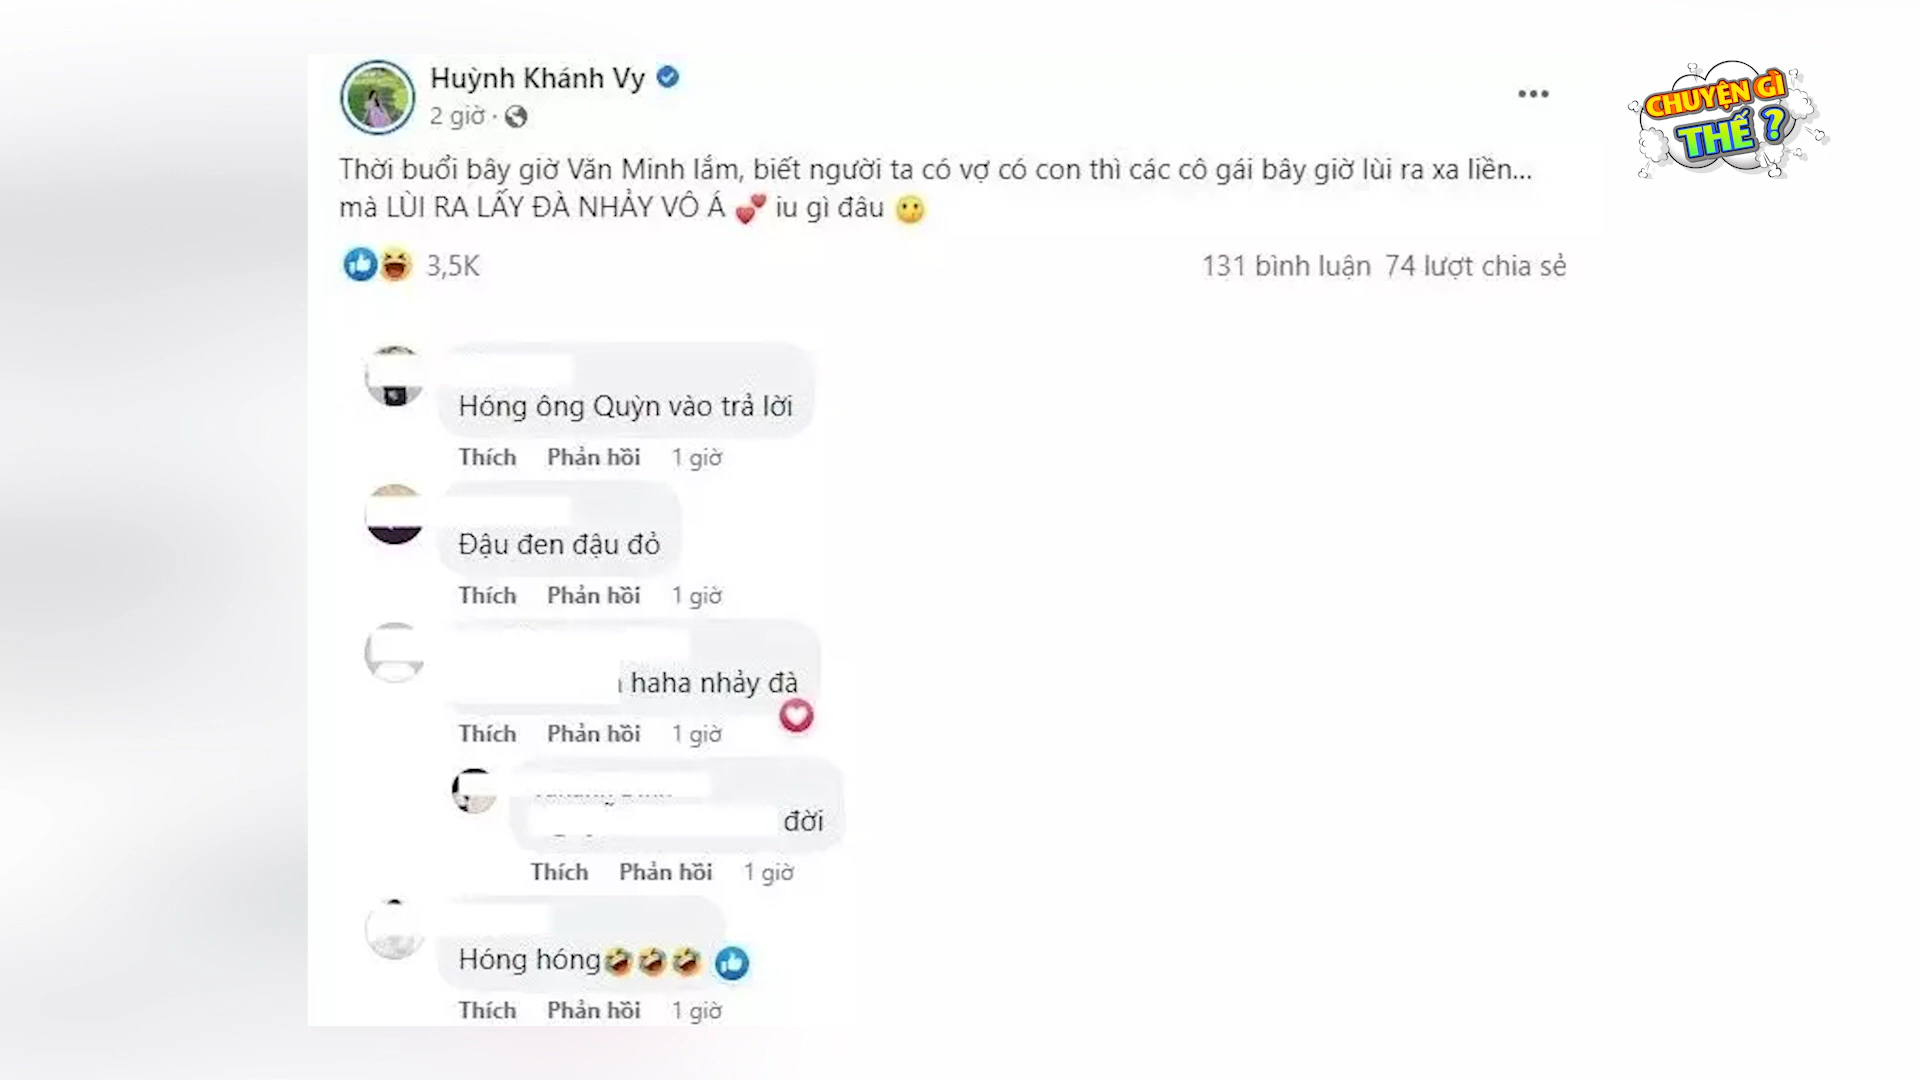 Huỳnh Khánh Vy
2 giờ ·
Thời buổi bây giờ Văn Minh lắm, biết người ta có vợ có con thì các cô gái bây giờ lùi ra xa liền...
mà LÙI RA LẤY ĐÀ NHẢY VÔ Á 💕 iu gì đâu 😶
3,5K
131 bình luận 74 lượt chia sẻ
CHUYỆN GÌ
THẾ ?
Hóng ông Quỳn vào trả lời
Thích Phản hồi 1 giờ
Đậu đen đậu đỏ
Thích Phản hồi 1 giờ
haha nhảy đà
Thích Phản hồi 1 giờ
đời
Thích Phản hồi 1 giờ
Hóng hóng🤣🤣🤣
Thích Phản hồi 1 giờ